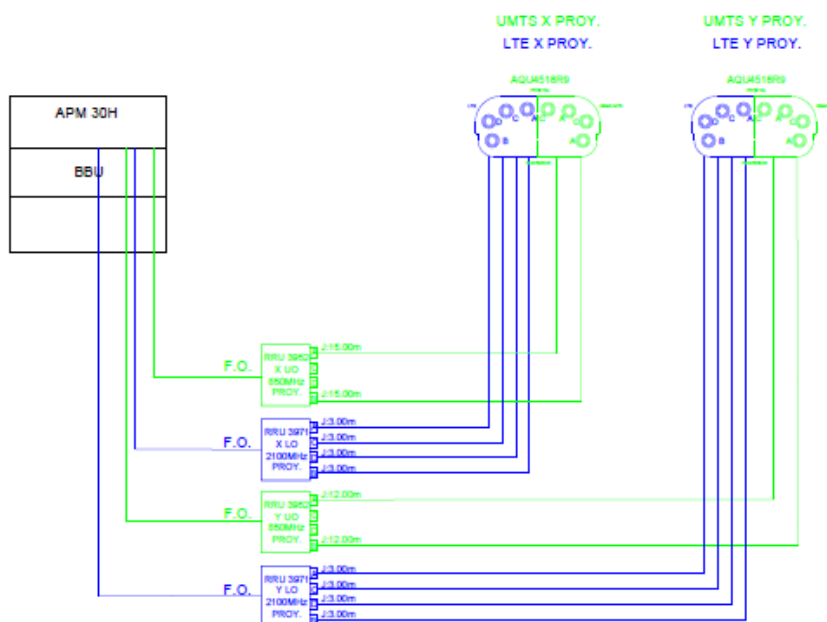 UMTS X PROY.
LTE X PROY.
UMTS Y PROY.
LTE Y PROY.
AQU4518R9
AQU4518R9
APM 30H
BBU
D
C
A
C
A
B
A
D
C
A
C
A
B
A
F.O.
RRU 3952
X UO
850MHz
PROY.
J:15.00m
J:15.00m
F.O.
RRU 3971
X LO
2100MHz
PROY.
J:3.00m
J:3.00m
J:3.00m
J:3.00m
F.O.
RRU 3952
Y UO
850MHz
PROY.
J:12.00m
J:12.00m
F.O.
RRU 3971
Y LO
2100MHz
PROY.
J:3.00m
J:3.00m
J:3.00m
J:3.00m